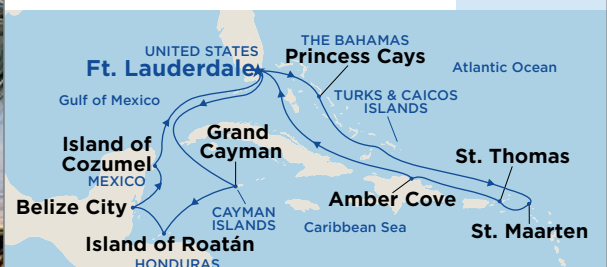 UNITED STATES
Ft. Lauderdale
THE BAHAMAS
Princess Cays
Atlantic Ocean
Gulf of Mexico
TURKS & CAICOS
ISLANDS
Island of
Cozumel
MEXICO
Grand
Cayman
St. Thomas
Belize City
CAYMAN
ISLANDS
Amber Cove
Caribbean Sea
St. Maarten
Island of Roatán
HONDURAS